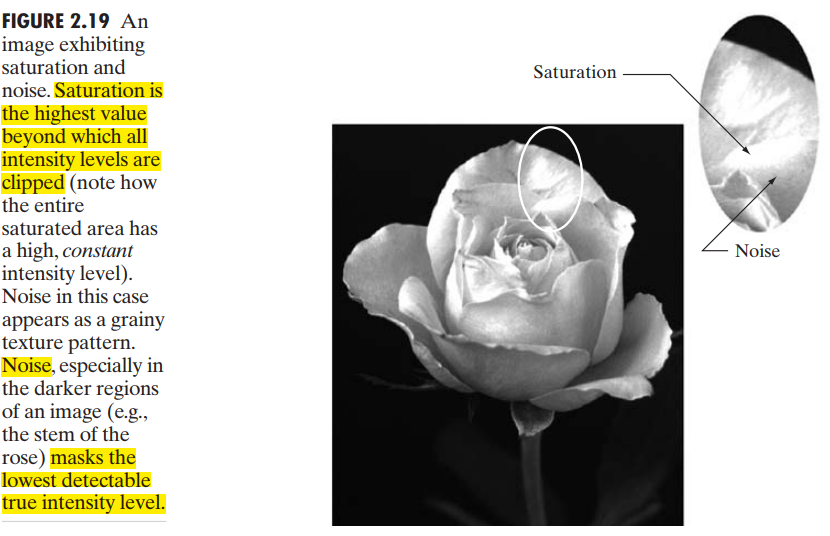 FIGURE 2.19 An
image exhibiting
saturation and
noise. Saturation is
the highest value
beyond which all
intensity levels are
clipped (note how
the entire
saturated area has
a high, constant
intensity level).
Noise in this case
appears as a grainy
texture pattern.
Noise, especially in
the darker regions
of an image (e.g.,
the stem of the
rose) masks the
lowest detectable
true intensity level.
Saturation
Noise